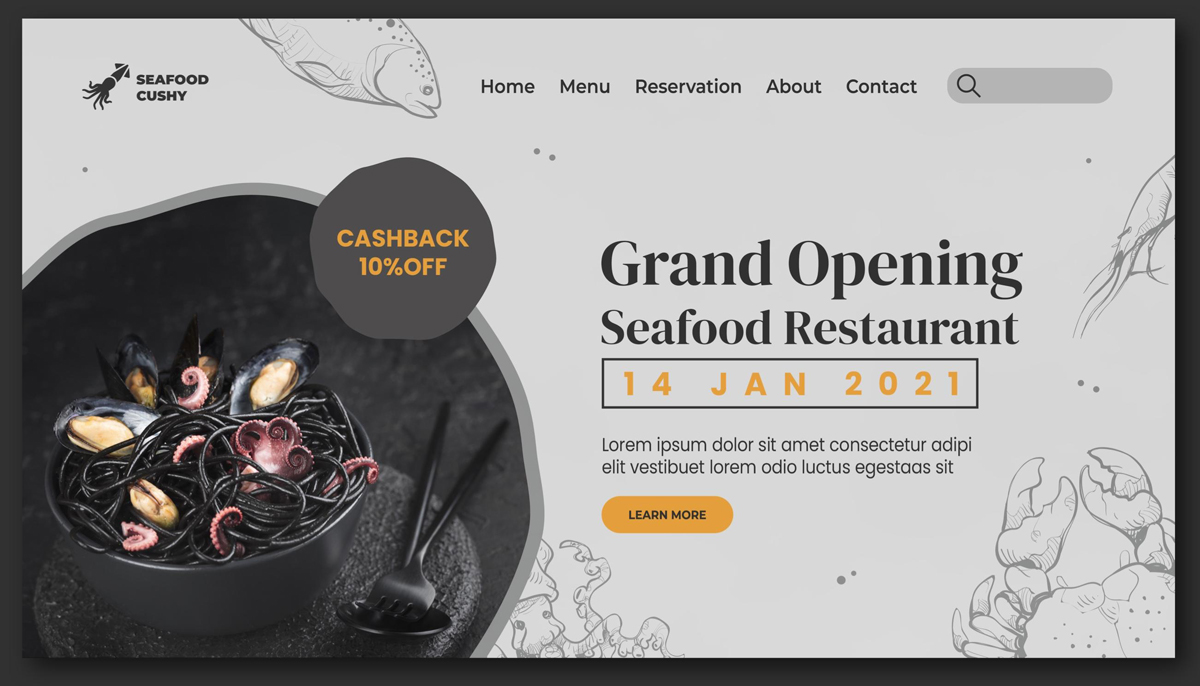 SEAFOOD
CUSHY
Home Menu Reservation About Contact
CASHBACK
10%OFF
Grand Opening
Seafood Restaurant
14 JAN 2021
Lorem ipsum dolor sit amet consectetur adipi
elit vestibuet lorem odio luctus egestaas sit
LEARN MORE